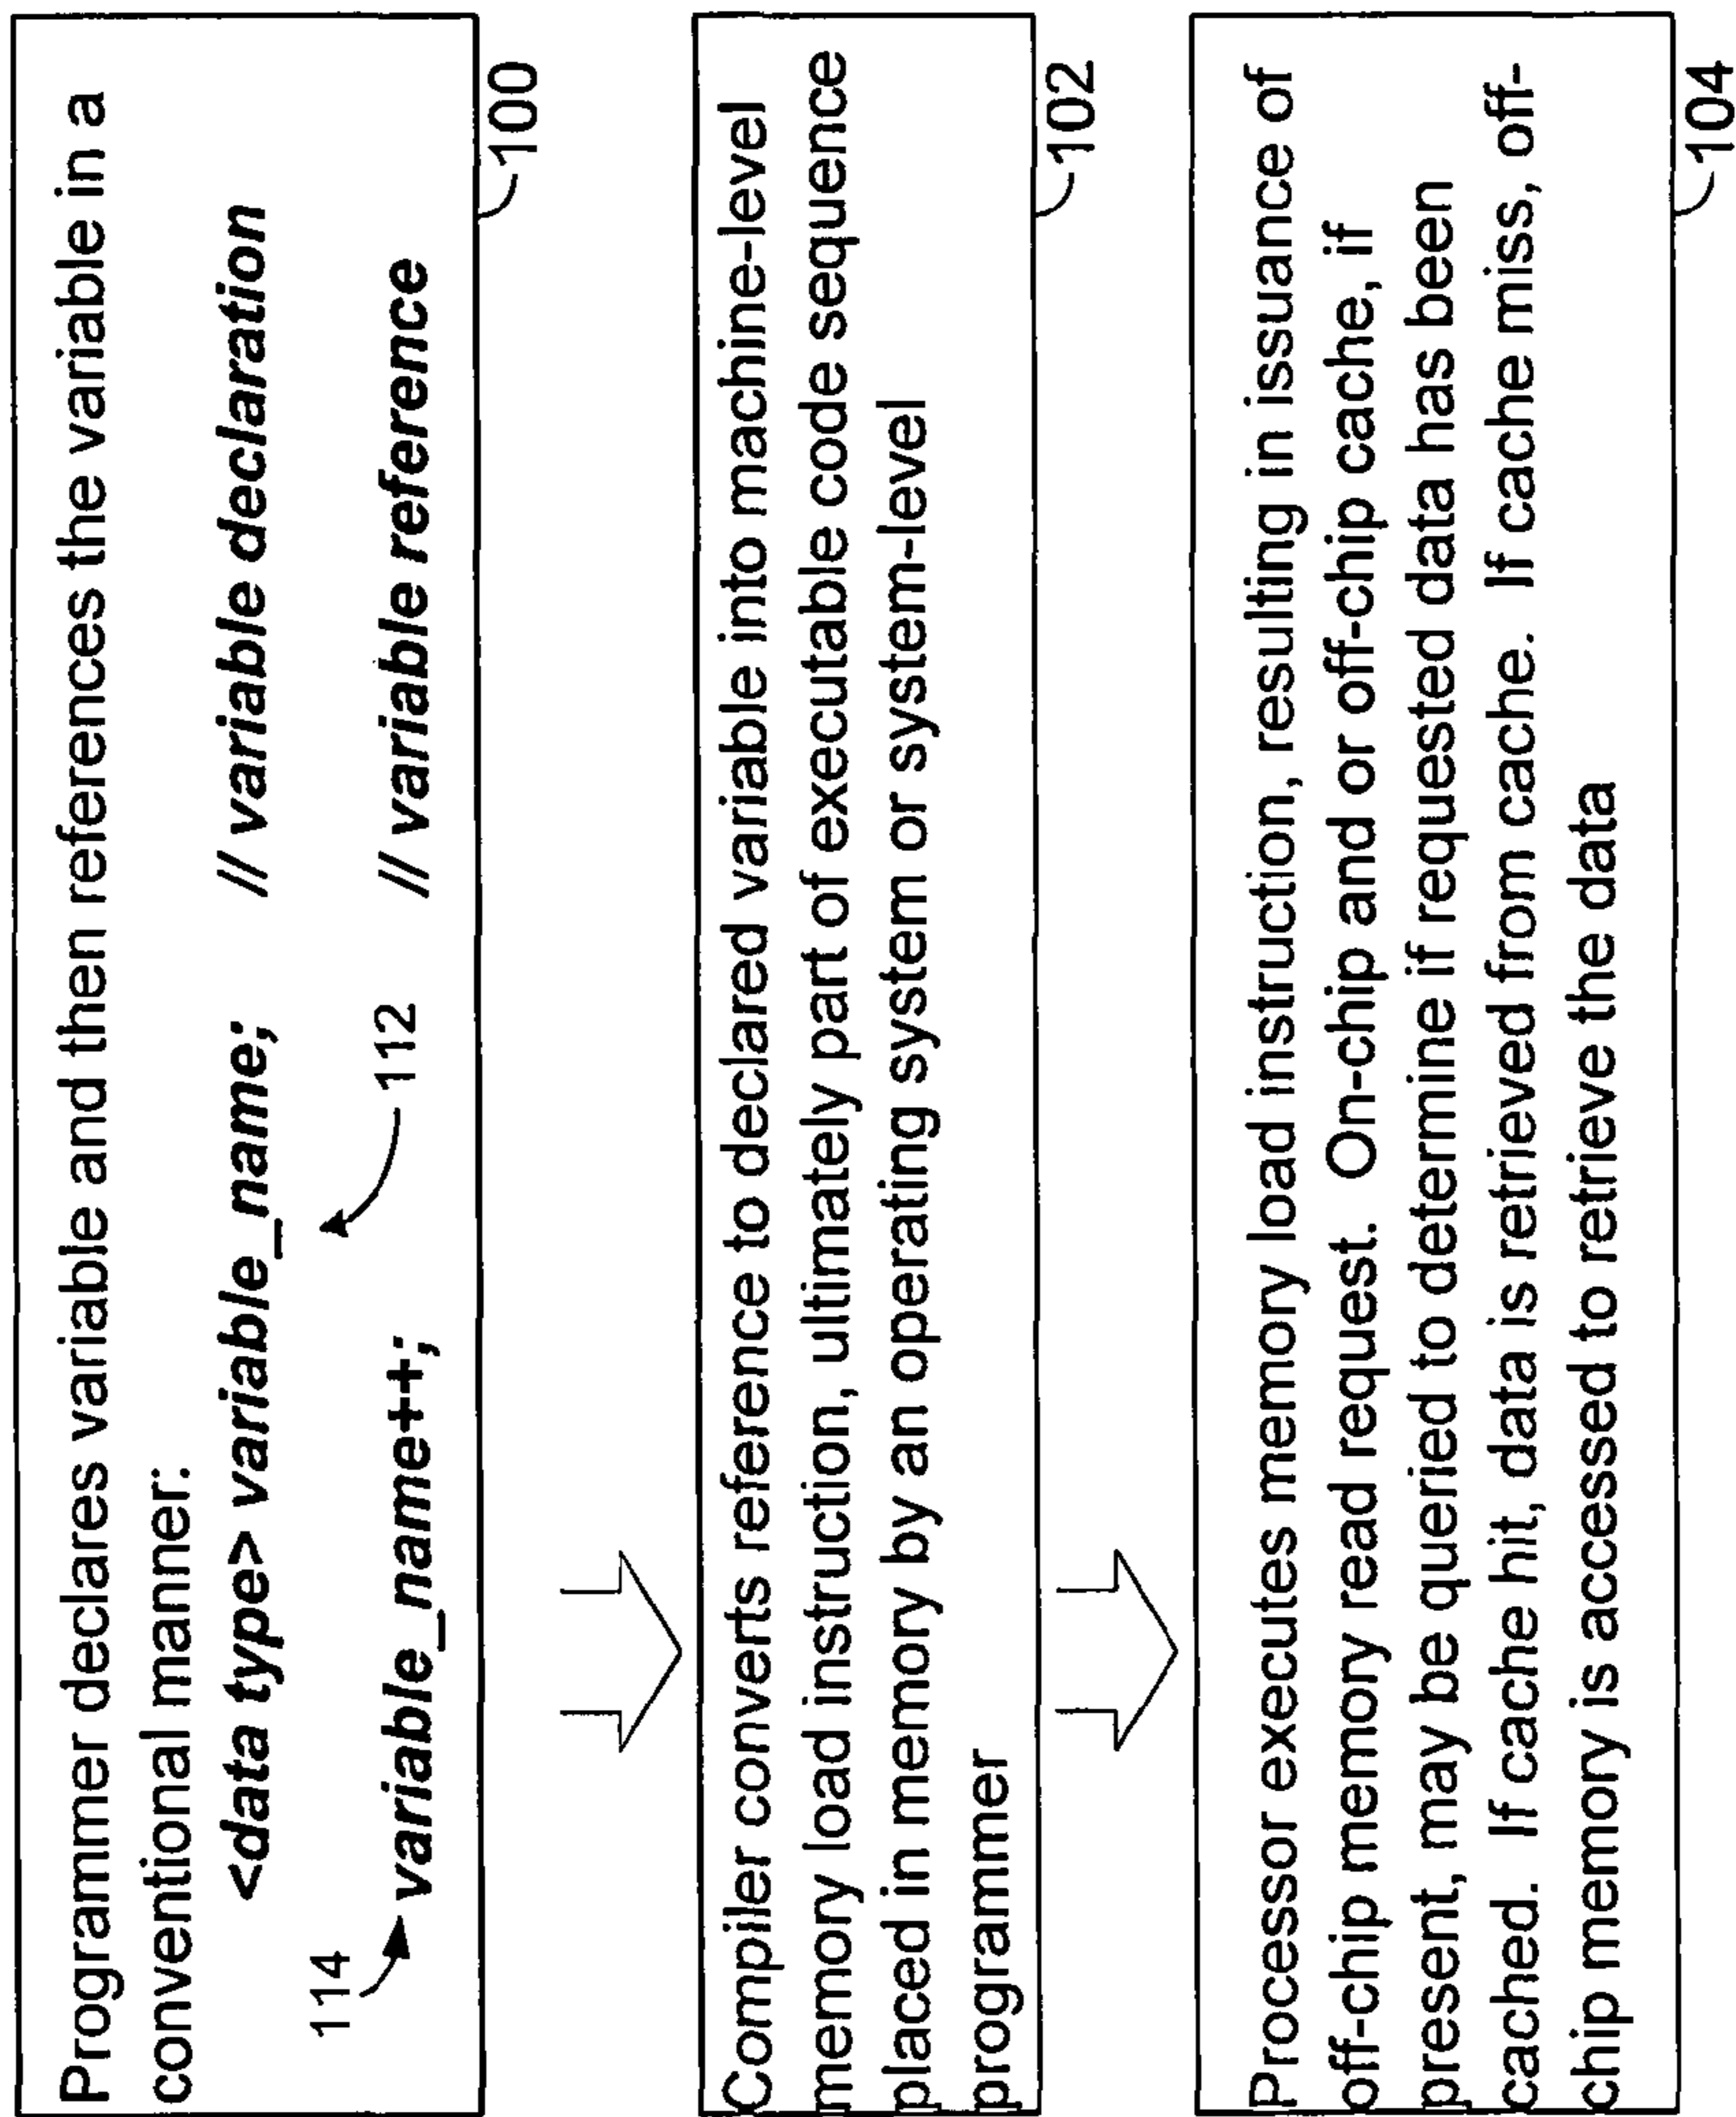 Programmer declares variable and then references the variable in a
conventional manner:
<data type> variable_name; // variable declaration
112
114
variable_name++; // variable reference
100
Compiler converts reference to declared variable into machine-level
memory load instruction, ultimately part of executable code sequence
placed in memory by an operating system or system-level
programmer
102
Processor executes memory load instruction, resulting in issuance of
off-chip memory read request. On-chip and or off-chip cache, if
present, may be queried to determine if requested data has been
cached. If cache hit, data is retrieved from cache. If cache miss, off-
chip memory is accessed to retrieve the data
104